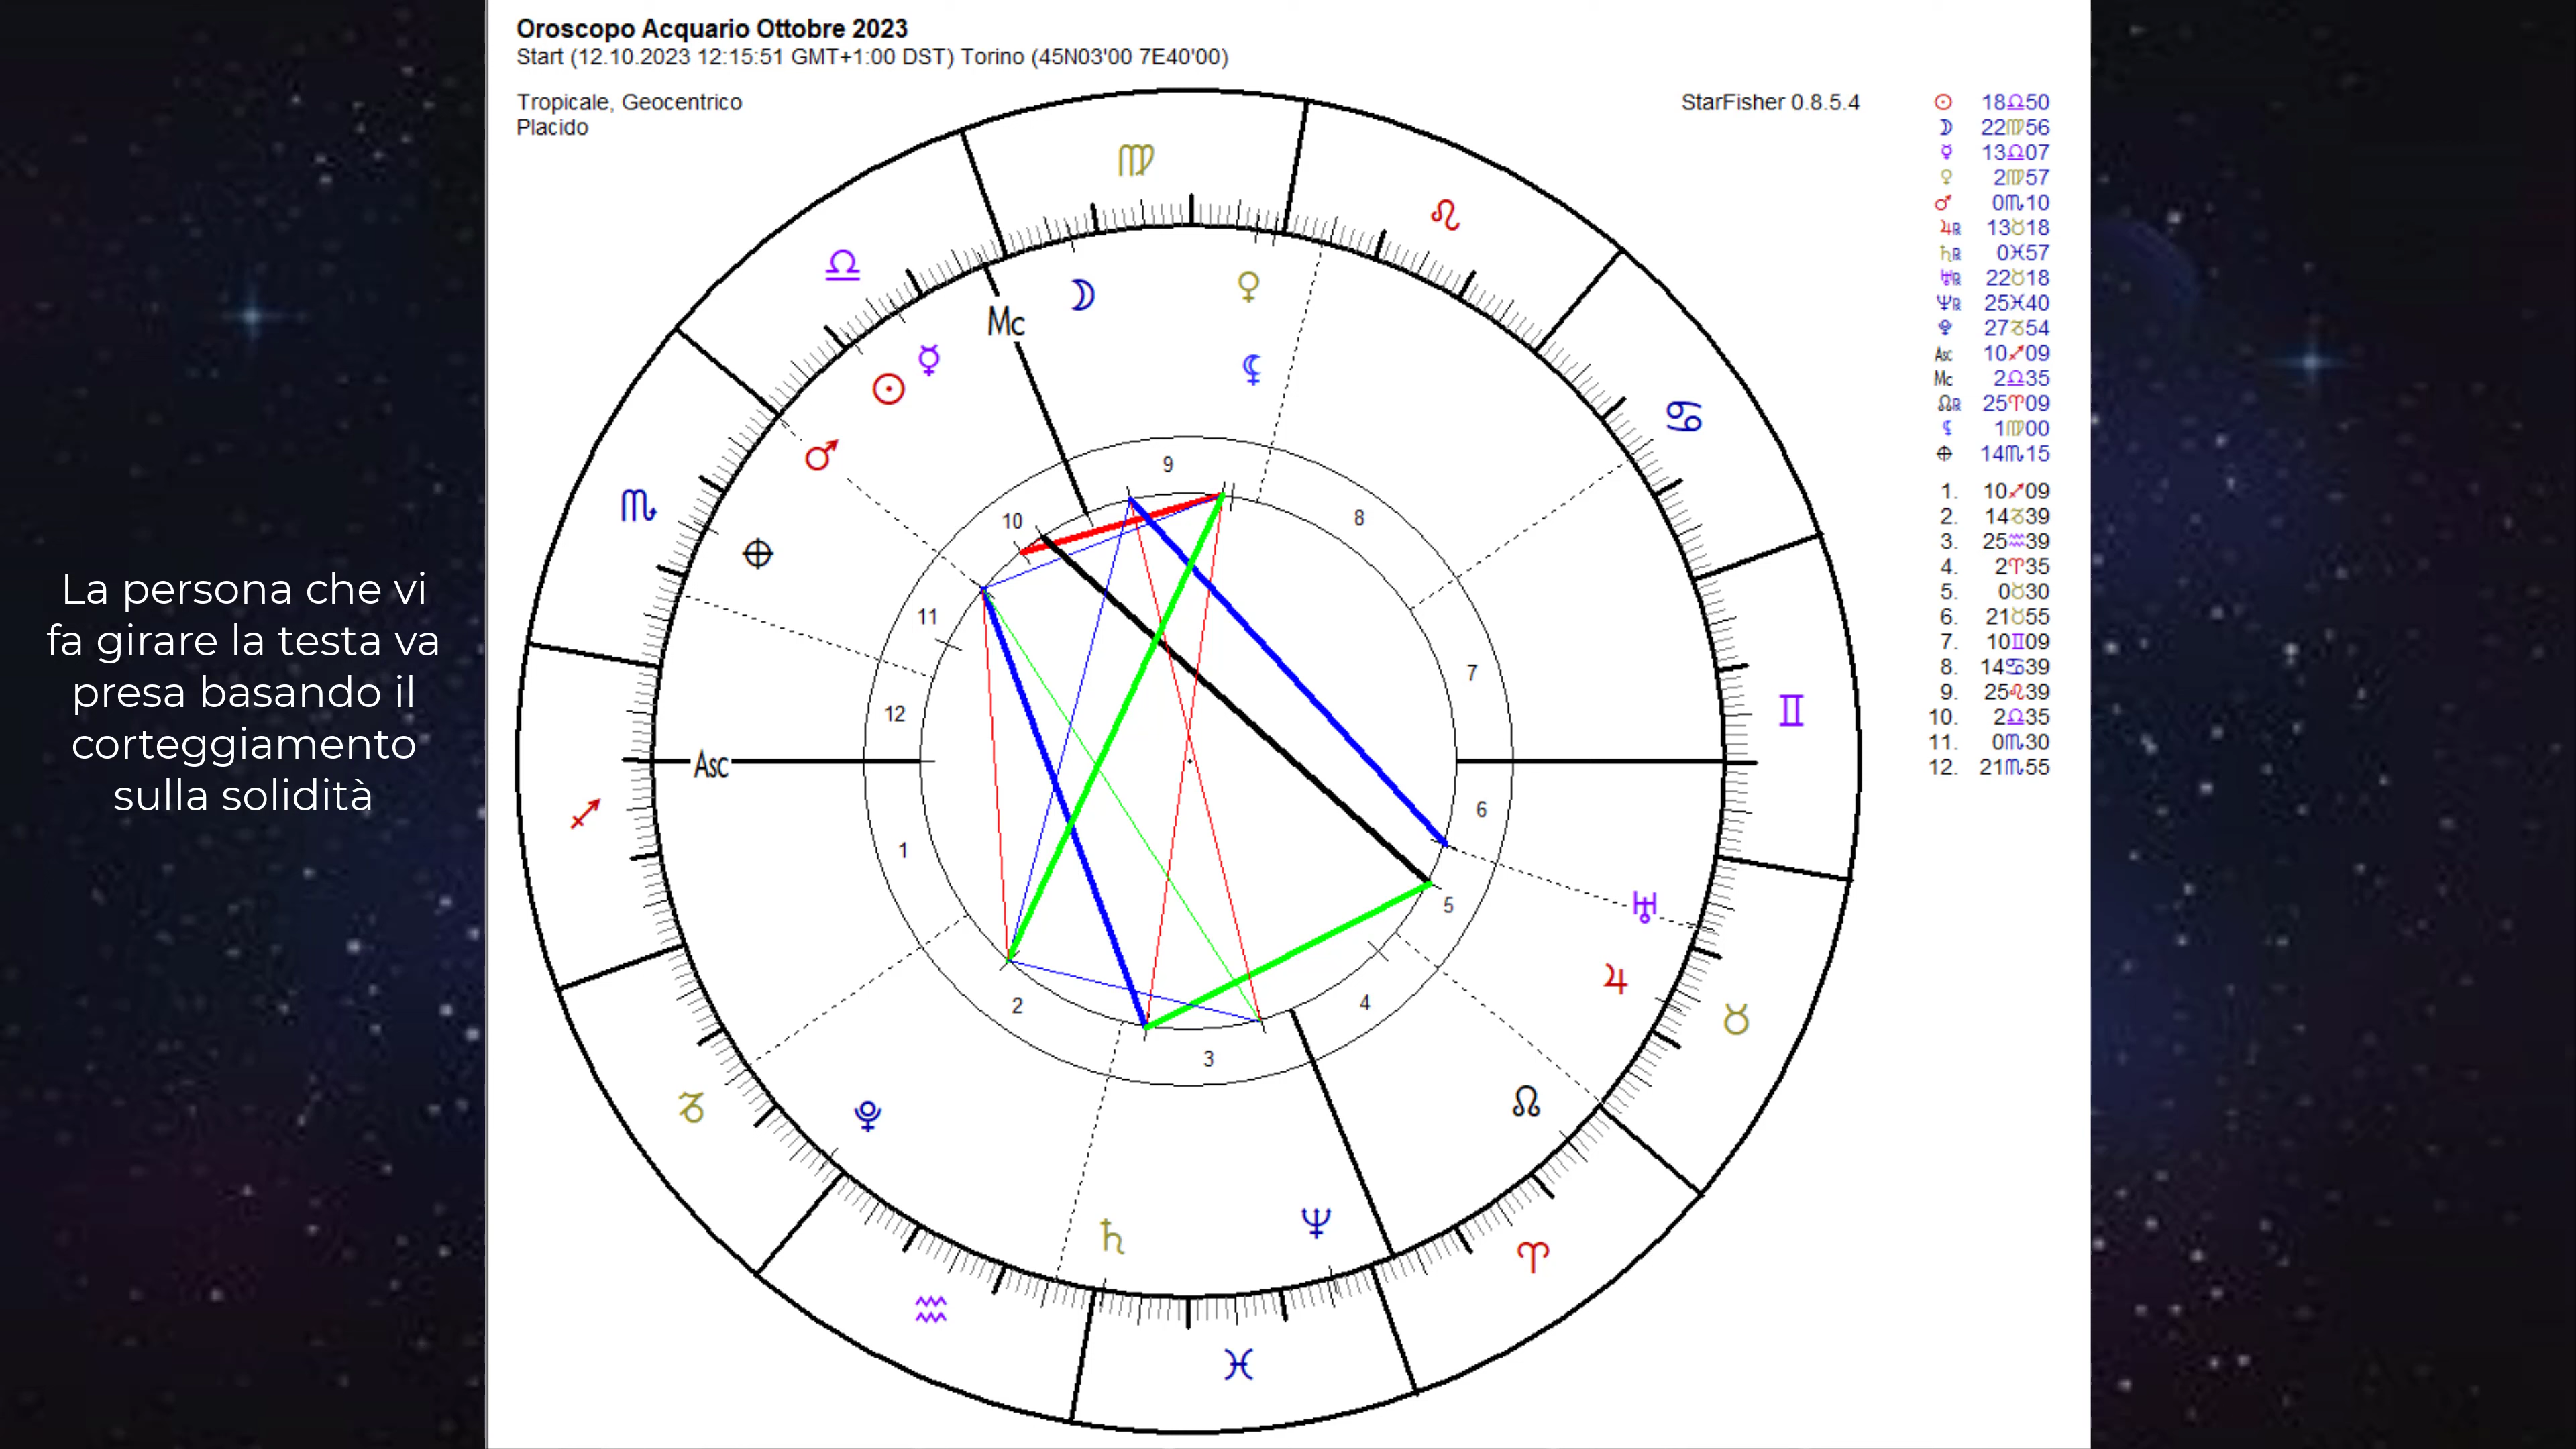 Oroscopo Acquario Ottobre 2023
Start (12.10.2023 12:15:51 GMT+1:00 DST) Torino (45N03'00 7E40'00)
Tropicale, Geocentrico
Placido
StarFisher 0.8.5.4
☉ 18♎50
☽ 22♍56
☿ 13♎07
♀ 2♍57
♂ 0♏10
♃R 13♉18
♄R 0♓57
♅R 22♉18
♆R 25♓40
♇ 27♑54
Asc 10♐09
Mc 2♎35
☊R 25♈09
⚸ 1♍00
⊕ 14♏15
1. 10♐09
2. 14♑39
3. 25♒39
4. 2♈35
5. 0♉30
6. 21♉55
7. 10♊09
8. 14♋39
9. 25♌39
10. 2♎35
11. 0♏30
12. 21♏55
Mc
Asc
9
10
8
11
7
12
6
1
5
2
4
3
La persona che vi
fa girare la testa va
presa basando il
corteggiamento
sulla solidità